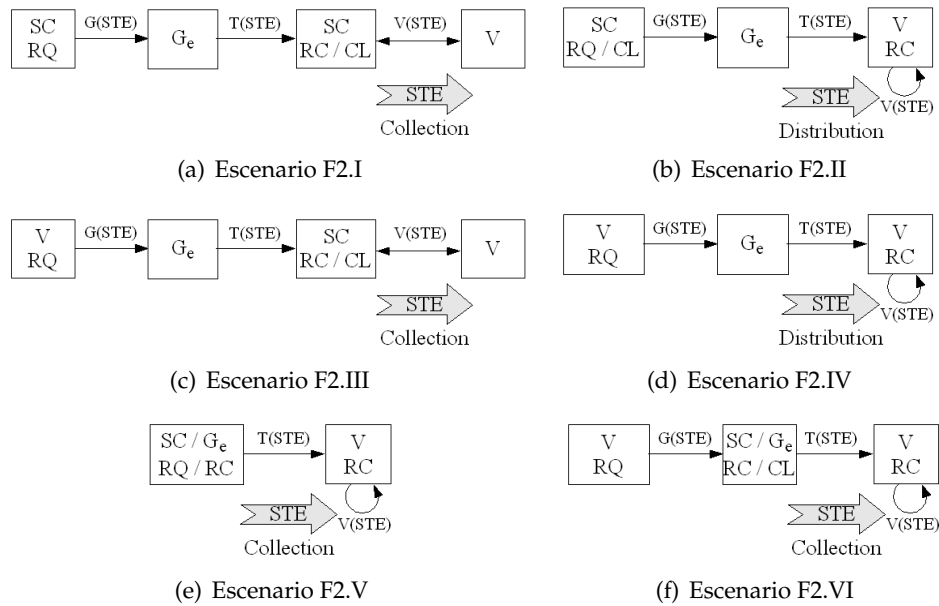 SC
RQ
G(STE)
Ge
T(STE)
SC
RC / CL
V(STE)
V
STE
Collection
(a) Escenario F2.I
SC
RQ / CL
G(STE)
Ge
T(STE)
V
RC
V(STE)
STE
Distribution
(b) Escenario F2.II
V
RQ
G(STE)
Ge
T(STE)
SC
RC / CL
V(STE)
V
STE
Collection
(c) Escenario F2.III
V
RQ
G(STE)
Ge
T(STE)
V
RC
V(STE)
STE
Distribution
(d) Escenario F2.IV
SC / Ge
RQ / RC
T(STE)
V
RC
V(STE)
STE
Collection
(e) Escenario F2.V
V
RQ
G(STE)
SC / Ge
RC / CL
T(STE)
V
RC
V(STE)
STE
Collection
(f) Escenario F2.VI